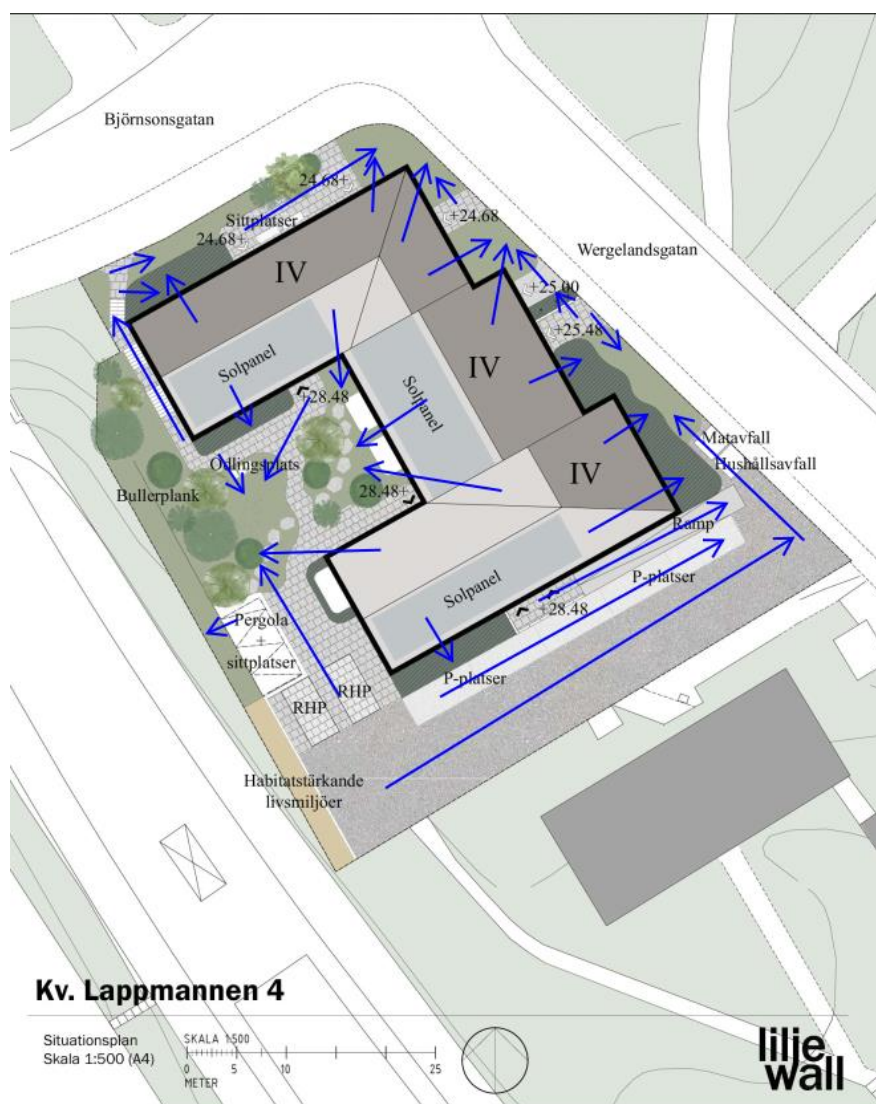 Björnsonsgatan
24.68+
Sittplatser
24.68+
+24.68
IV
Wergelandsgatan
+25.00
+25.48
Solpanel
IV
+28.48
Solpanel
Odlingsplats
Matavfall
Hushållsavfall
Bullerplank
28.48+
IV
Ramp
P-platser
Solpanel
+28.48
Pergola
+
sittplatser
P-platser
RHP
RHP
Habitatstärkande
livsmiljöer
Kv. Lappmannen 4
Situationsplan
Skala 1:500 (A4)
SKALA 1:500
0 5 10 25
METER
lilje
wall